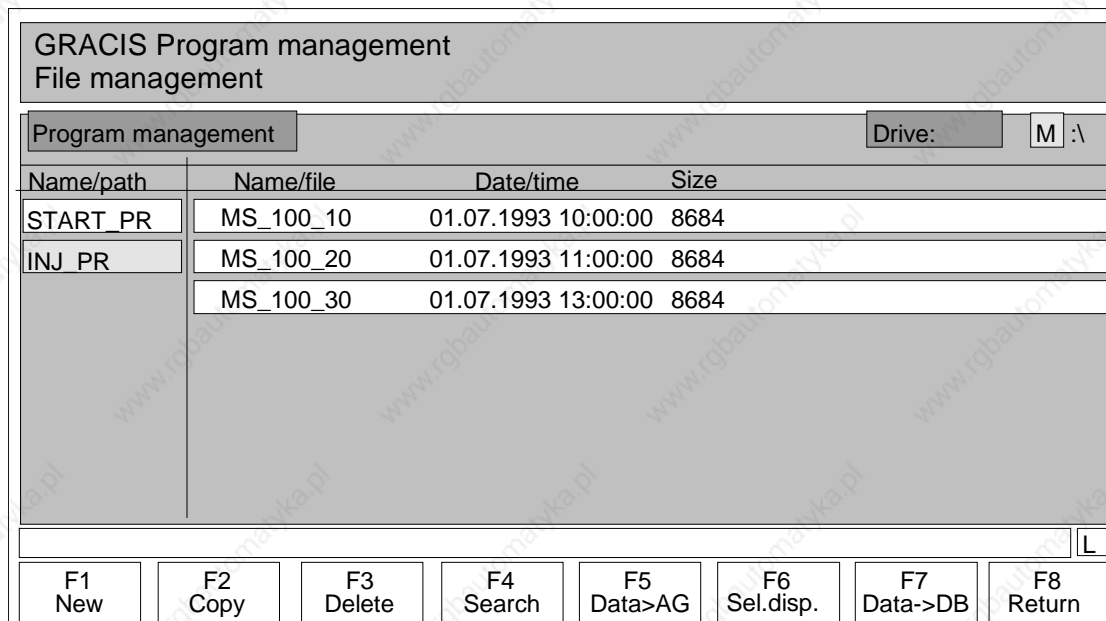 GRACIS Program management
File management
Program management Drive: M :\
Name/path Name/file Date/time Size
START_PR MS_100_10 01.07.1993 10:00:00 8684
INJ_PR MS_100_20 01.07.1993 11:00:00 8684
MS_100_30 01.07.1993 13:00:00 8684
L
F1 F2 F3 F4 F5 F6 F7 F8
New Copy Delete Search Data>AG Sel.disp. Data->DB Return
www.rgbautomatyka.pl